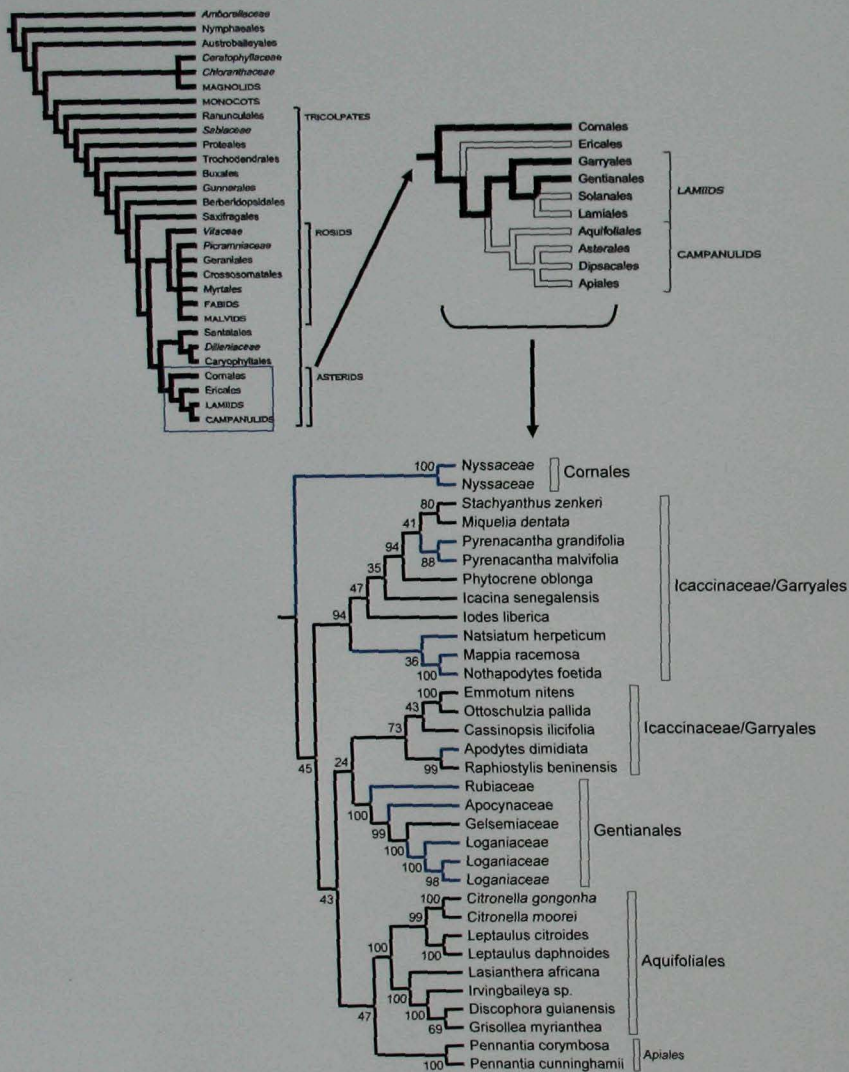 Amborellaceae
Nymphaeales
Austrobaileyales
Ceratophyllaceae
Chloranthaceae
MAGNOLIDS
MONOCOTS
Ranunculales
Sabiaceae
Proteales
Trochodendrales
Buxales
Gunnerales
Berberidopsidales
Saxifragales
Vitaceae
Picramniaceae
Geraniales
Crossosomatales
Myrtales
FABIDS
MALVIDS
Santalales
Dilleniaceae
Caryophyllales
Cornales
Ericales
LAMIIDS
CAMPANULIDS
TRICOLPATES
ROSIDS
ASTERIDS
Cornales
Ericales
Garryales
Gentianales
Solanales
Lamiales
Aquifoliales
Asterales
Dipsacales
Apiales
LAMIIDS
CAMPANULIDS
100 Nyssaceae
Nyssaceae
Cornales
80 Stachyanthus zenkeri
41 Miquelia dentata
Pyrenacantha grandifolia
94 88 Pyrenacantha malvifolia
35 Phytocrene oblonga
47 Icacina senegalensis
94 Iodes liberica
Natsiatum herpeticum
36 Mappia racemosa
100 Nothapodytes foetida
Icaccinaceae/Garryales
100 Emmotum nitens
43 Ottoschulzia pallida
73 Cassinopsis ilicifolia
Apodytes dimidiata
99 Raphiostylis beninensis
Icaccinaceae/Garryales
45
24
Rubiaceae
100 Apocynaceae
99 Gelsemiaceae
100 Loganiaceae
100 Loganiaceae
98 Loganiaceae
Gentianales
43
100 Citronella gongonha
99 Citronella moorei
Leptaulus citroides
100 100 Leptaulus daphnoides
Lasianthera africana
100 Irvingbaileya sp.
100 Discophora guianensis
47 69 Grisollea myrianthea
Aquifoliales
Pennantia corymbosa
100 Pennantia cunninghamii
Apiales